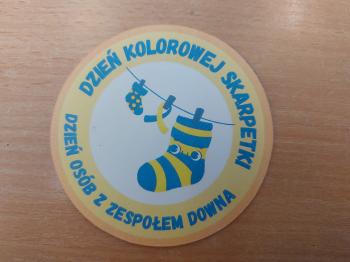 DZIEŃ KOLOROWEJ SKARPETKI
DZIEŃ OSÓB Z ZESPOŁEM DOWNA